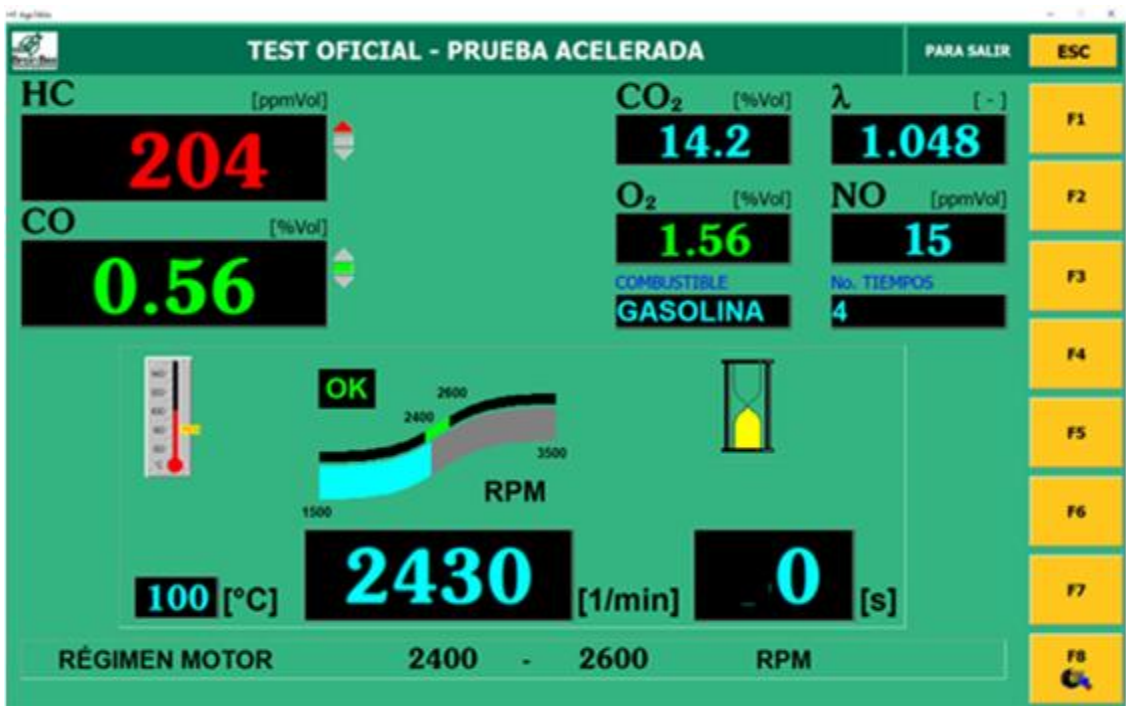 TEST OFICIAL - PRUEBA ACELERADA
PARA SALIR
ESC
HC [ppmVol]
204
CO [%Vol]
0.56
CO₂ [%Vol]
14.2
λ [-]
1.048
O₂ [%Vol]
1.56
NO [ppmVol]
15
COMBUSTIBLE
GASOLINA
No. TIEMPOS
4
F1
F2
F3
F4
F5
F6
F7
F8
OK
2600
2400
3500
1500
RPM
°C
100 [°C]
2430 [1/min]
0 [s]
RÉGIMEN MOTOR 2400 - 2600 RPM